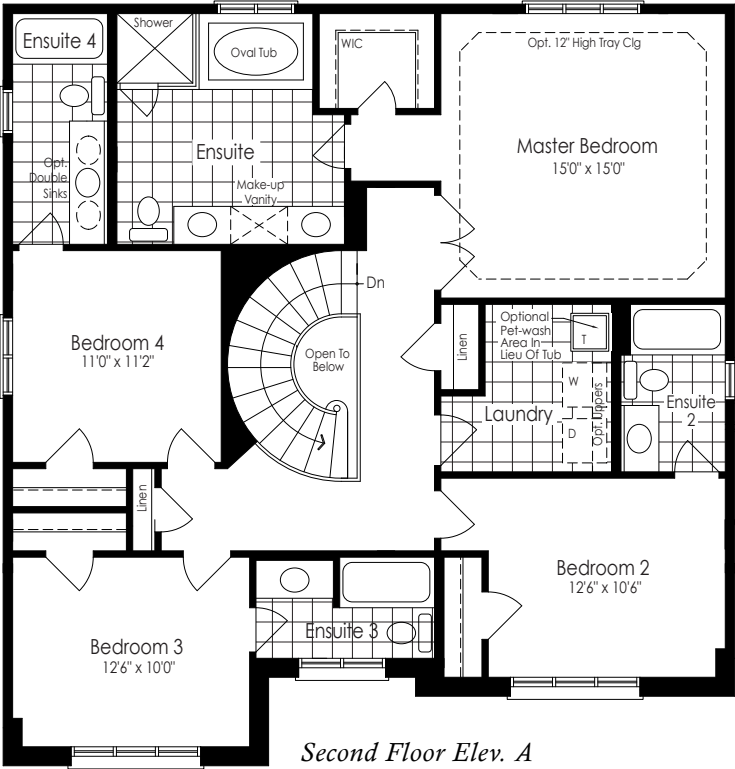 Ensuite 4
Shower
Oval Tub
WIC
Opt. 12" High Tray Clg
Master Bedroom
15'0" x 15'0"
Ensuite
Make-up
Vanity
Opt.
Double
Sinks
Dn
Bedroom 4
11'0" x 11'2"
Open To
Below
Linen
Optional
Pet-wash
Area In
Lieu Of Tub
T
W
Laundry
D
Opt. Uppers
Ensuite
2
Linen
Bedroom 2
12'6" x 10'6"
Bedroom 3
12'6" x 10'0"
Ensuite 3
Second Floor Elev. A